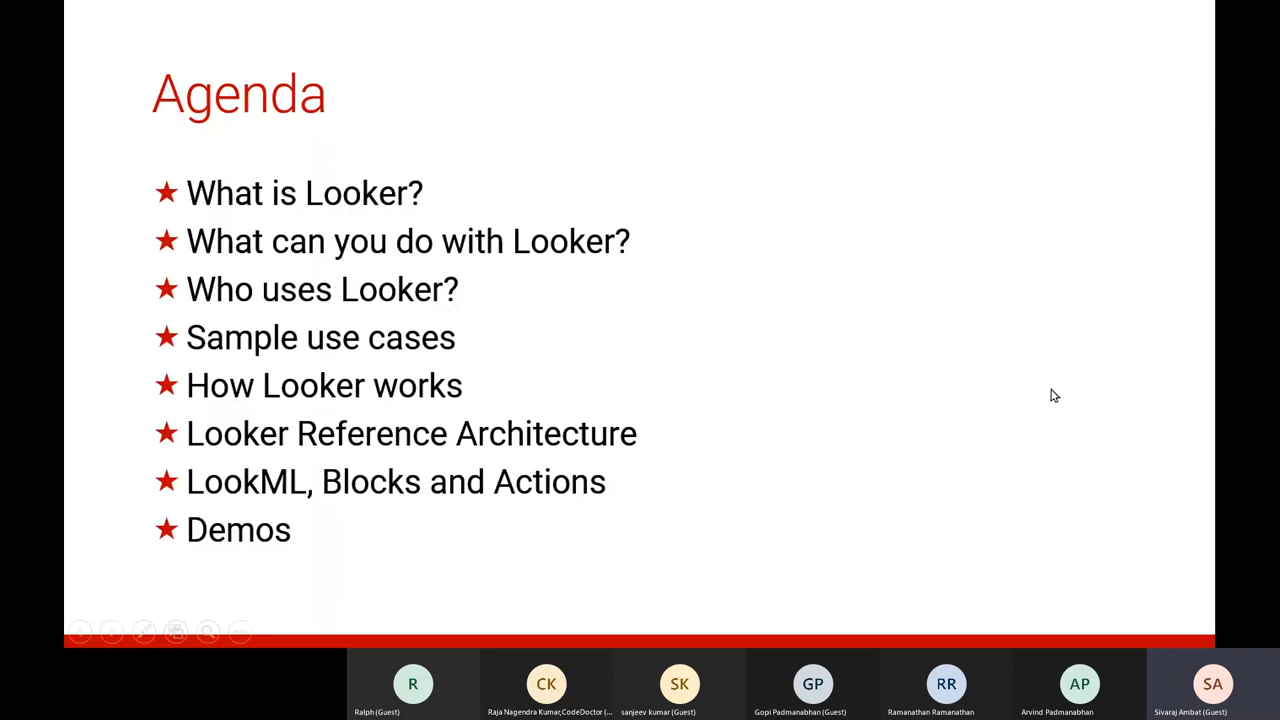 Agenda
★ What is Looker?
★ What can you do with Looker?
★ Who uses Looker?
★ Sample use cases
★ How Looker works
★ Looker Reference Architecture
★ LookML, Blocks and Actions
★ Demos
R CK SK GP RR AP SA
Ralph (Guest) Raja Nagendra Kumar,CodeDoctor (... sanjeev kumar (Guest) Gopi Padmanabhan (Guest) Ramanathan Ramanathan Arvind Padmanabhan Sivaraj Ambat (Guest)